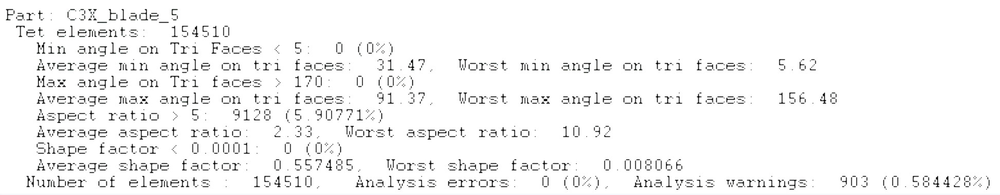 Part: C3X_blade_5
Tet elements:  154510
Min angle on Tri Faces < 5:  0 (0%)
Average min angle on tri faces:  31.47,  Worst min angle on tri faces:  5.62
Max angle on Tri faces > 170:  0 (0%)
Average max angle on tri faces:  91.37,  Worst max angle on tri faces:  156.48
Aspect ratio > 5:  9128 (5.90771%)
Average aspect ratio:  2.33,  Worst aspect ratio:  10.92
Shape factor < 0.0001:  0 (0%)
Average shape factor:  0.557485,  Worst shape factor:  0.008066
Number of elements :  154510,   Analysis errors:  0 (0%),  Analysis warnings:  903 (0.584428%)